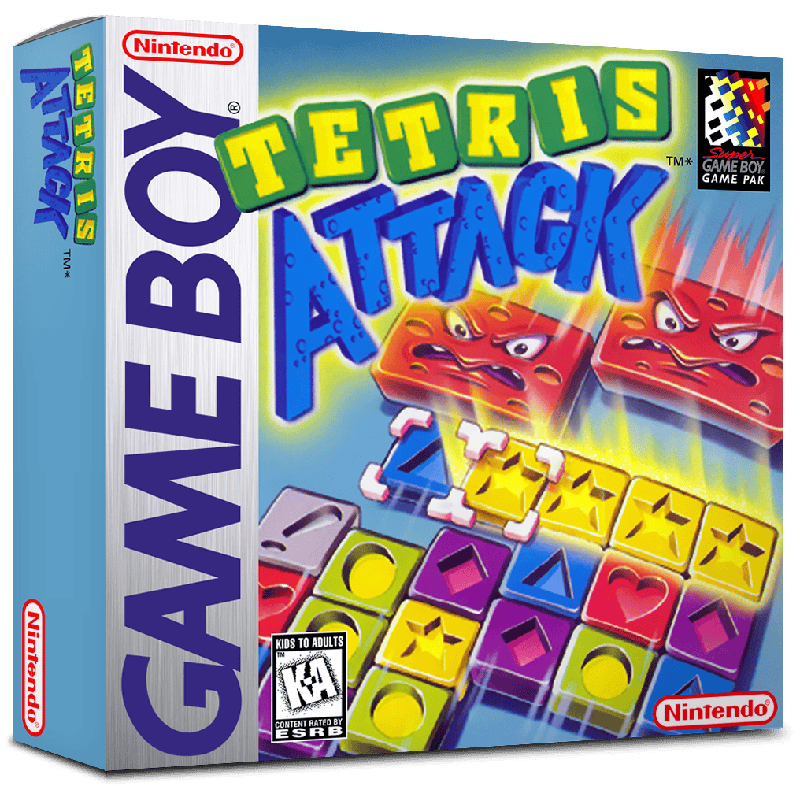 TETRIS
ATTACK
TM*
Nintendo
Nintendo
GAME BOY®
TETRIS
ATTACK
TM*
Super
GAME BOY®
GAME PAK
KIDS TO ADULTS
TM
KA
CONTENT RATED BY
ESRB
Nintendo®